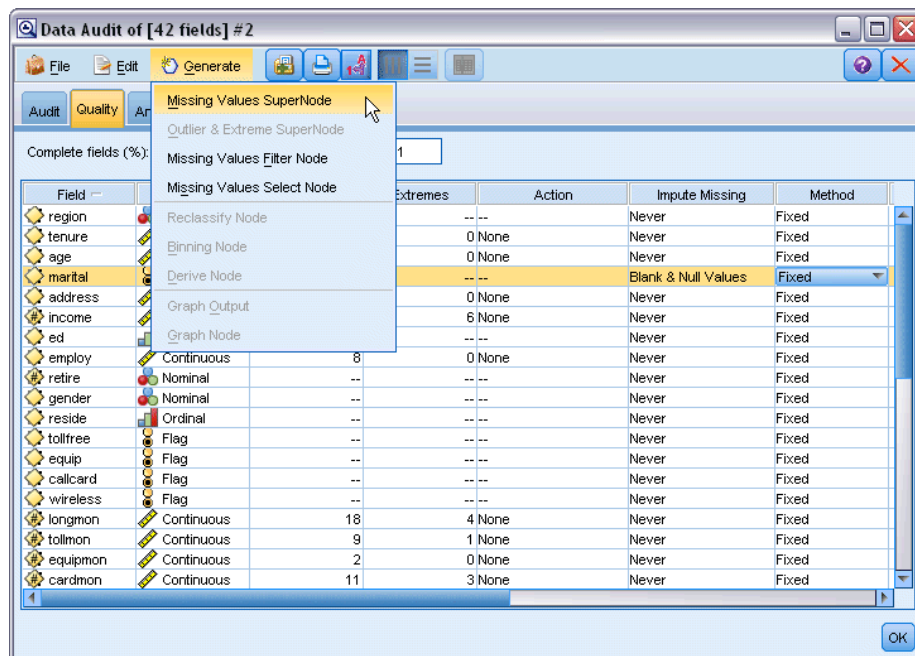 Data Audit of [42 fields] #2
File Edit Generate
Audit Quality An
Missing Values SuperNode
Outlier & Extreme SuperNode
Missing Values Filter Node
Missing Values Select Node
Reclassify Node
Binning Node
Derive Node
Graph Output
Graph Node
Complete fields (%): 1
Field Extremes Action Impute Missing Method
region -- -- Never Fixed
tenure 0 None Never Fixed
age 0 None Never Fixed
marital -- -- Blank & Null Values Fixed
address 0 None Never Fixed
income 6 None Never Fixed
ed -- -- Never Fixed
employ Continuous 8 0 None Never Fixed
retire Nominal -- -- -- Never Fixed
gender Nominal -- -- -- Never Fixed
reside Ordinal -- -- -- Never Fixed
tollfree Flag -- -- -- Never Fixed
equip Flag -- -- -- Never Fixed
callcard Flag -- -- -- Never Fixed
wireless Flag -- -- -- Never Fixed
longmon Continuous 18 4 None Never Fixed
tollmon Continuous 9 1 None Never Fixed
equipmon Continuous 2 0 None Never Fixed
cardmon Continuous 11 3 None Never Fixed
OK